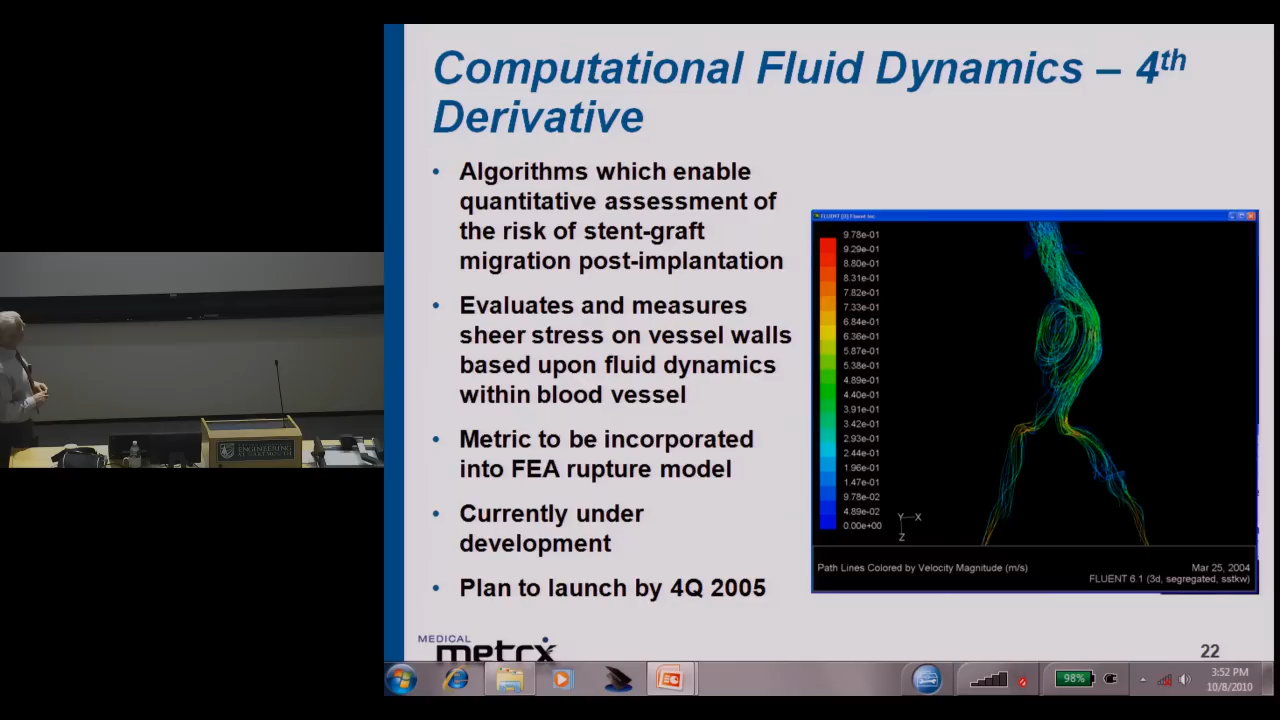 Computational Fluid Dynamics – 4th
Derivative
• Algorithms which enable
quantitative assessment of
the risk of stent-graft
migration post-implantation
• Evaluates and measures
sheer stress on vessel walls
based upon fluid dynamics
within blood vessel
• Metric to be incorporated
into FEA rupture model
• Currently under
development
• Plan to launch by 4Q 2005
FLUENT [0] Fluent Inc
9.78e-01
9.29e-01
8.80e-01
8.31e-01
7.82e-01
7.33e-01
6.84e-01
6.36e-01
5.87e-01
5.38e-01
4.89e-01
4.40e-01
3.91e-01
3.42e-01
2.93e-01
2.44e-01
1.96e-01
1.47e-01
9.78e-02
4.89e-02
0.00e+00
Y X
Z
Path Lines Colored by Velocity Magnitude (m/s)
Mar 25, 2004
FLUENT 6.1 (3d, segregated, sstkw)
MEDICAL
metrx
22
98%
3:52 PM
10/8/2010
ENGINEERING
AT DARTMOUTH